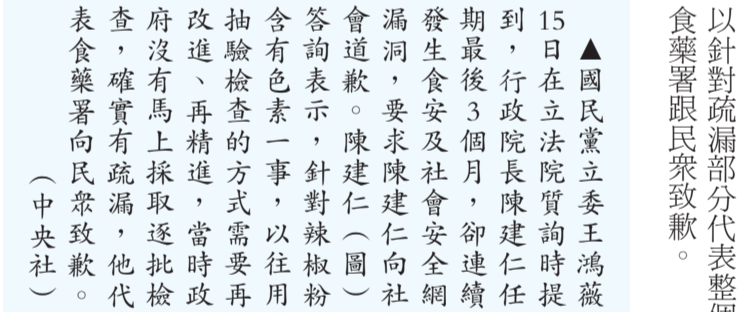 以針對疏漏部分代表整個
食藥署跟民眾致歉。
▲國民黨立委王鴻薇
15日在立法院質詢時提
到，行政院長陳建仁任
期最後3個月，卻連續
發生食安及社會安全網
漏洞，要求陳建仁向社
會道歉。陳建仁（圖）
答詢表示，針對辣椒粉
含有色素一事，以往用
抽驗檢查的方式需要再
改進、再精進，當時政
府沒有馬上採取逐批檢
查，確實有疏漏，他代
表食藥署向民眾致歉。
（中央社）